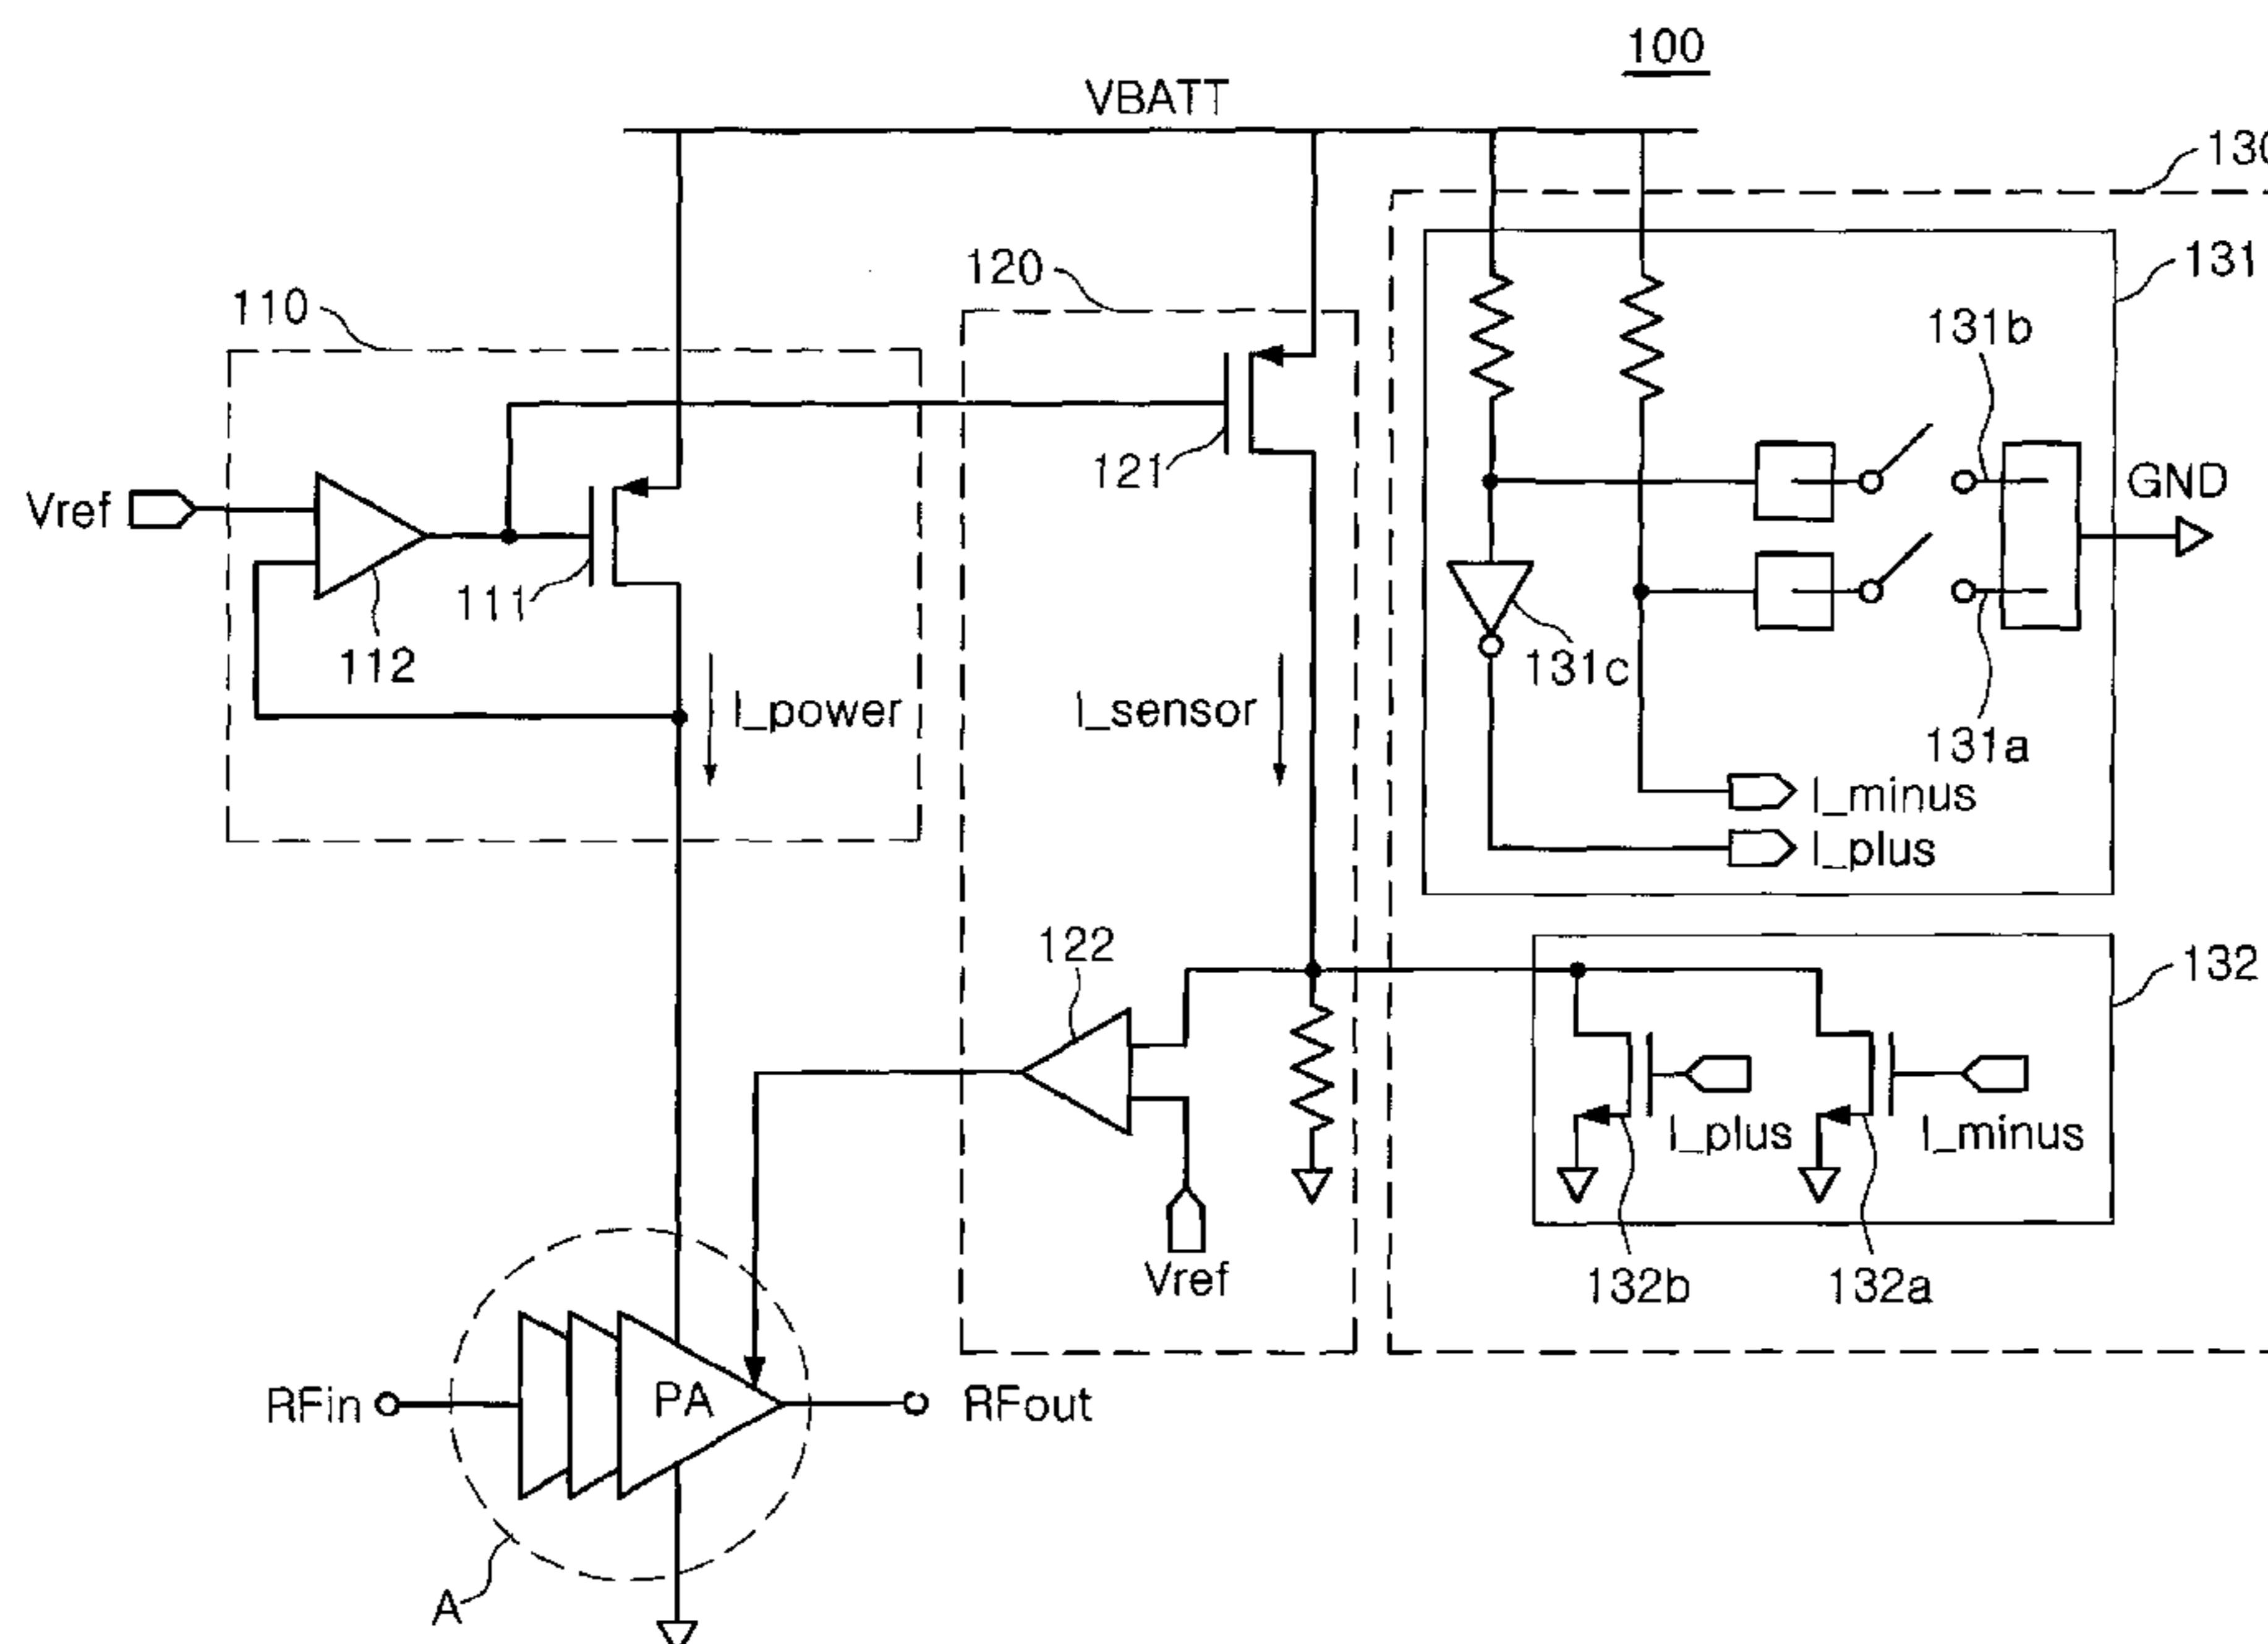 100
VBATT
130
131
120
110
131b
121
GND
Vref
111
112
131c
I_power
I_sensor
131a
I_minus
I_plus
122
132
I_plus
I_minus
Vref
132b
132a
RFin
PA
RFout
A